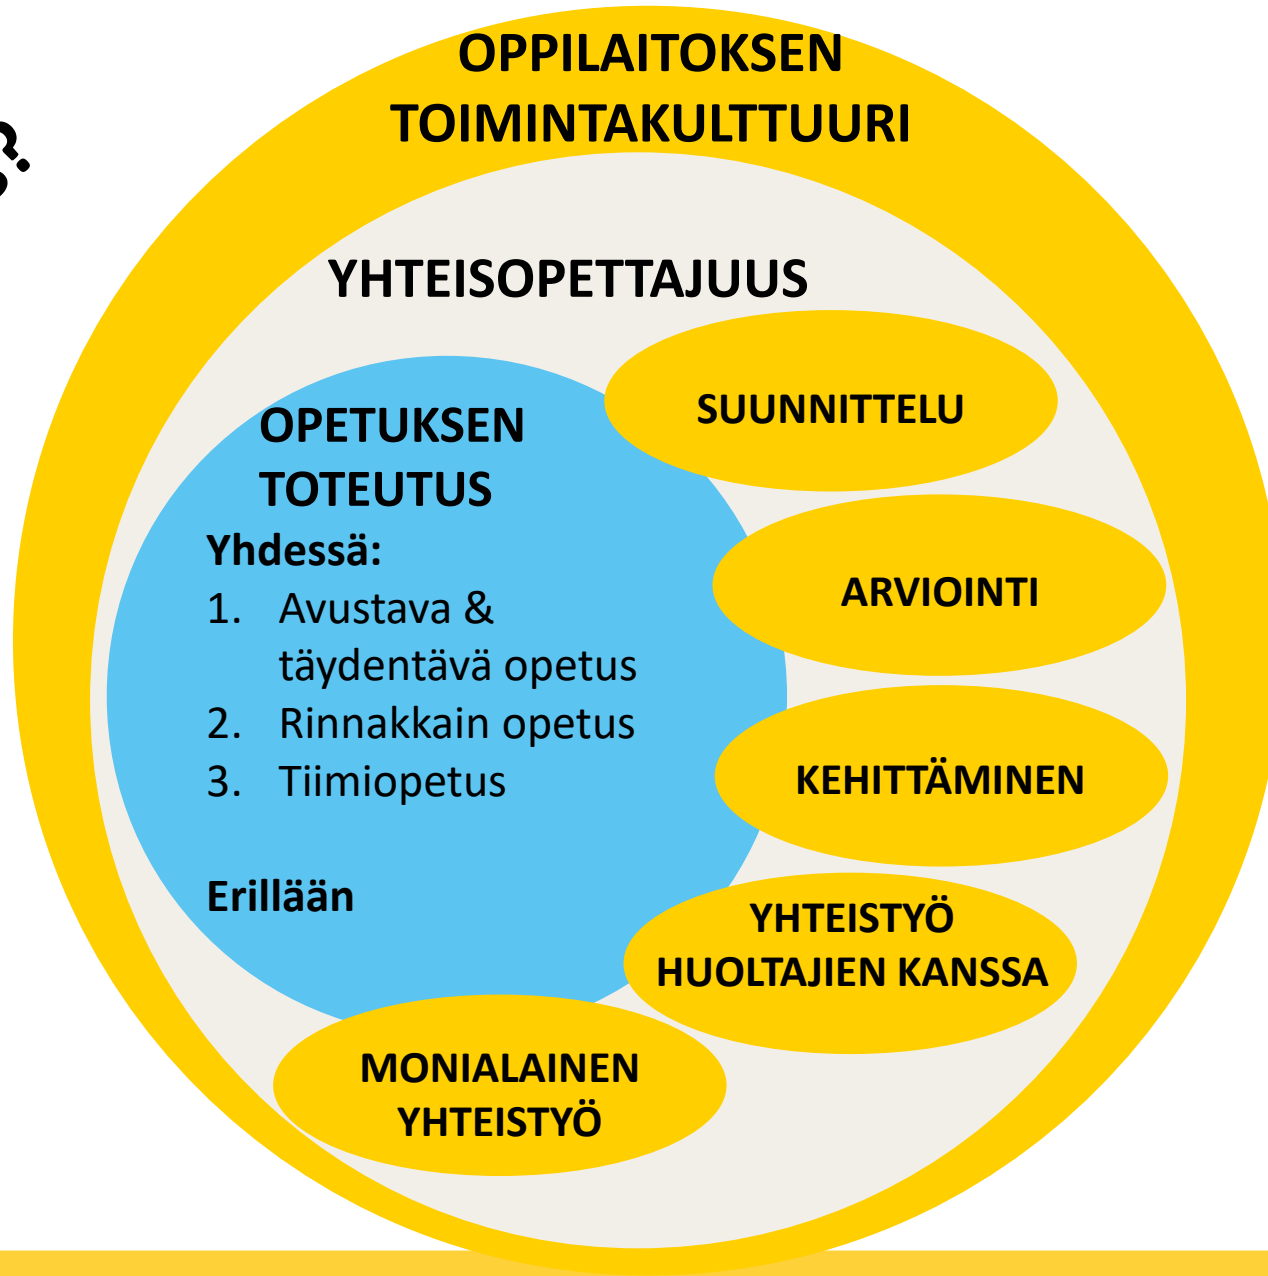 ?
OPPILAITOKSEN
TOIMINTAKULTTUURI
YHTEISOPETTAJUUS
SUUNNITTELU
OPETUKSEN
TOTEUTUS
Yhdessä:
1. Avustava &
täydentävä opetus
2. Rinnakkain opetus
3. Tiimiopetus
Erillään
ARVIOINTI
KEHITTÄMINEN
YHTEISTYÖ
HUOLTAJIEN KANSSA
MONIALAINEN
YHTEISTYÖ